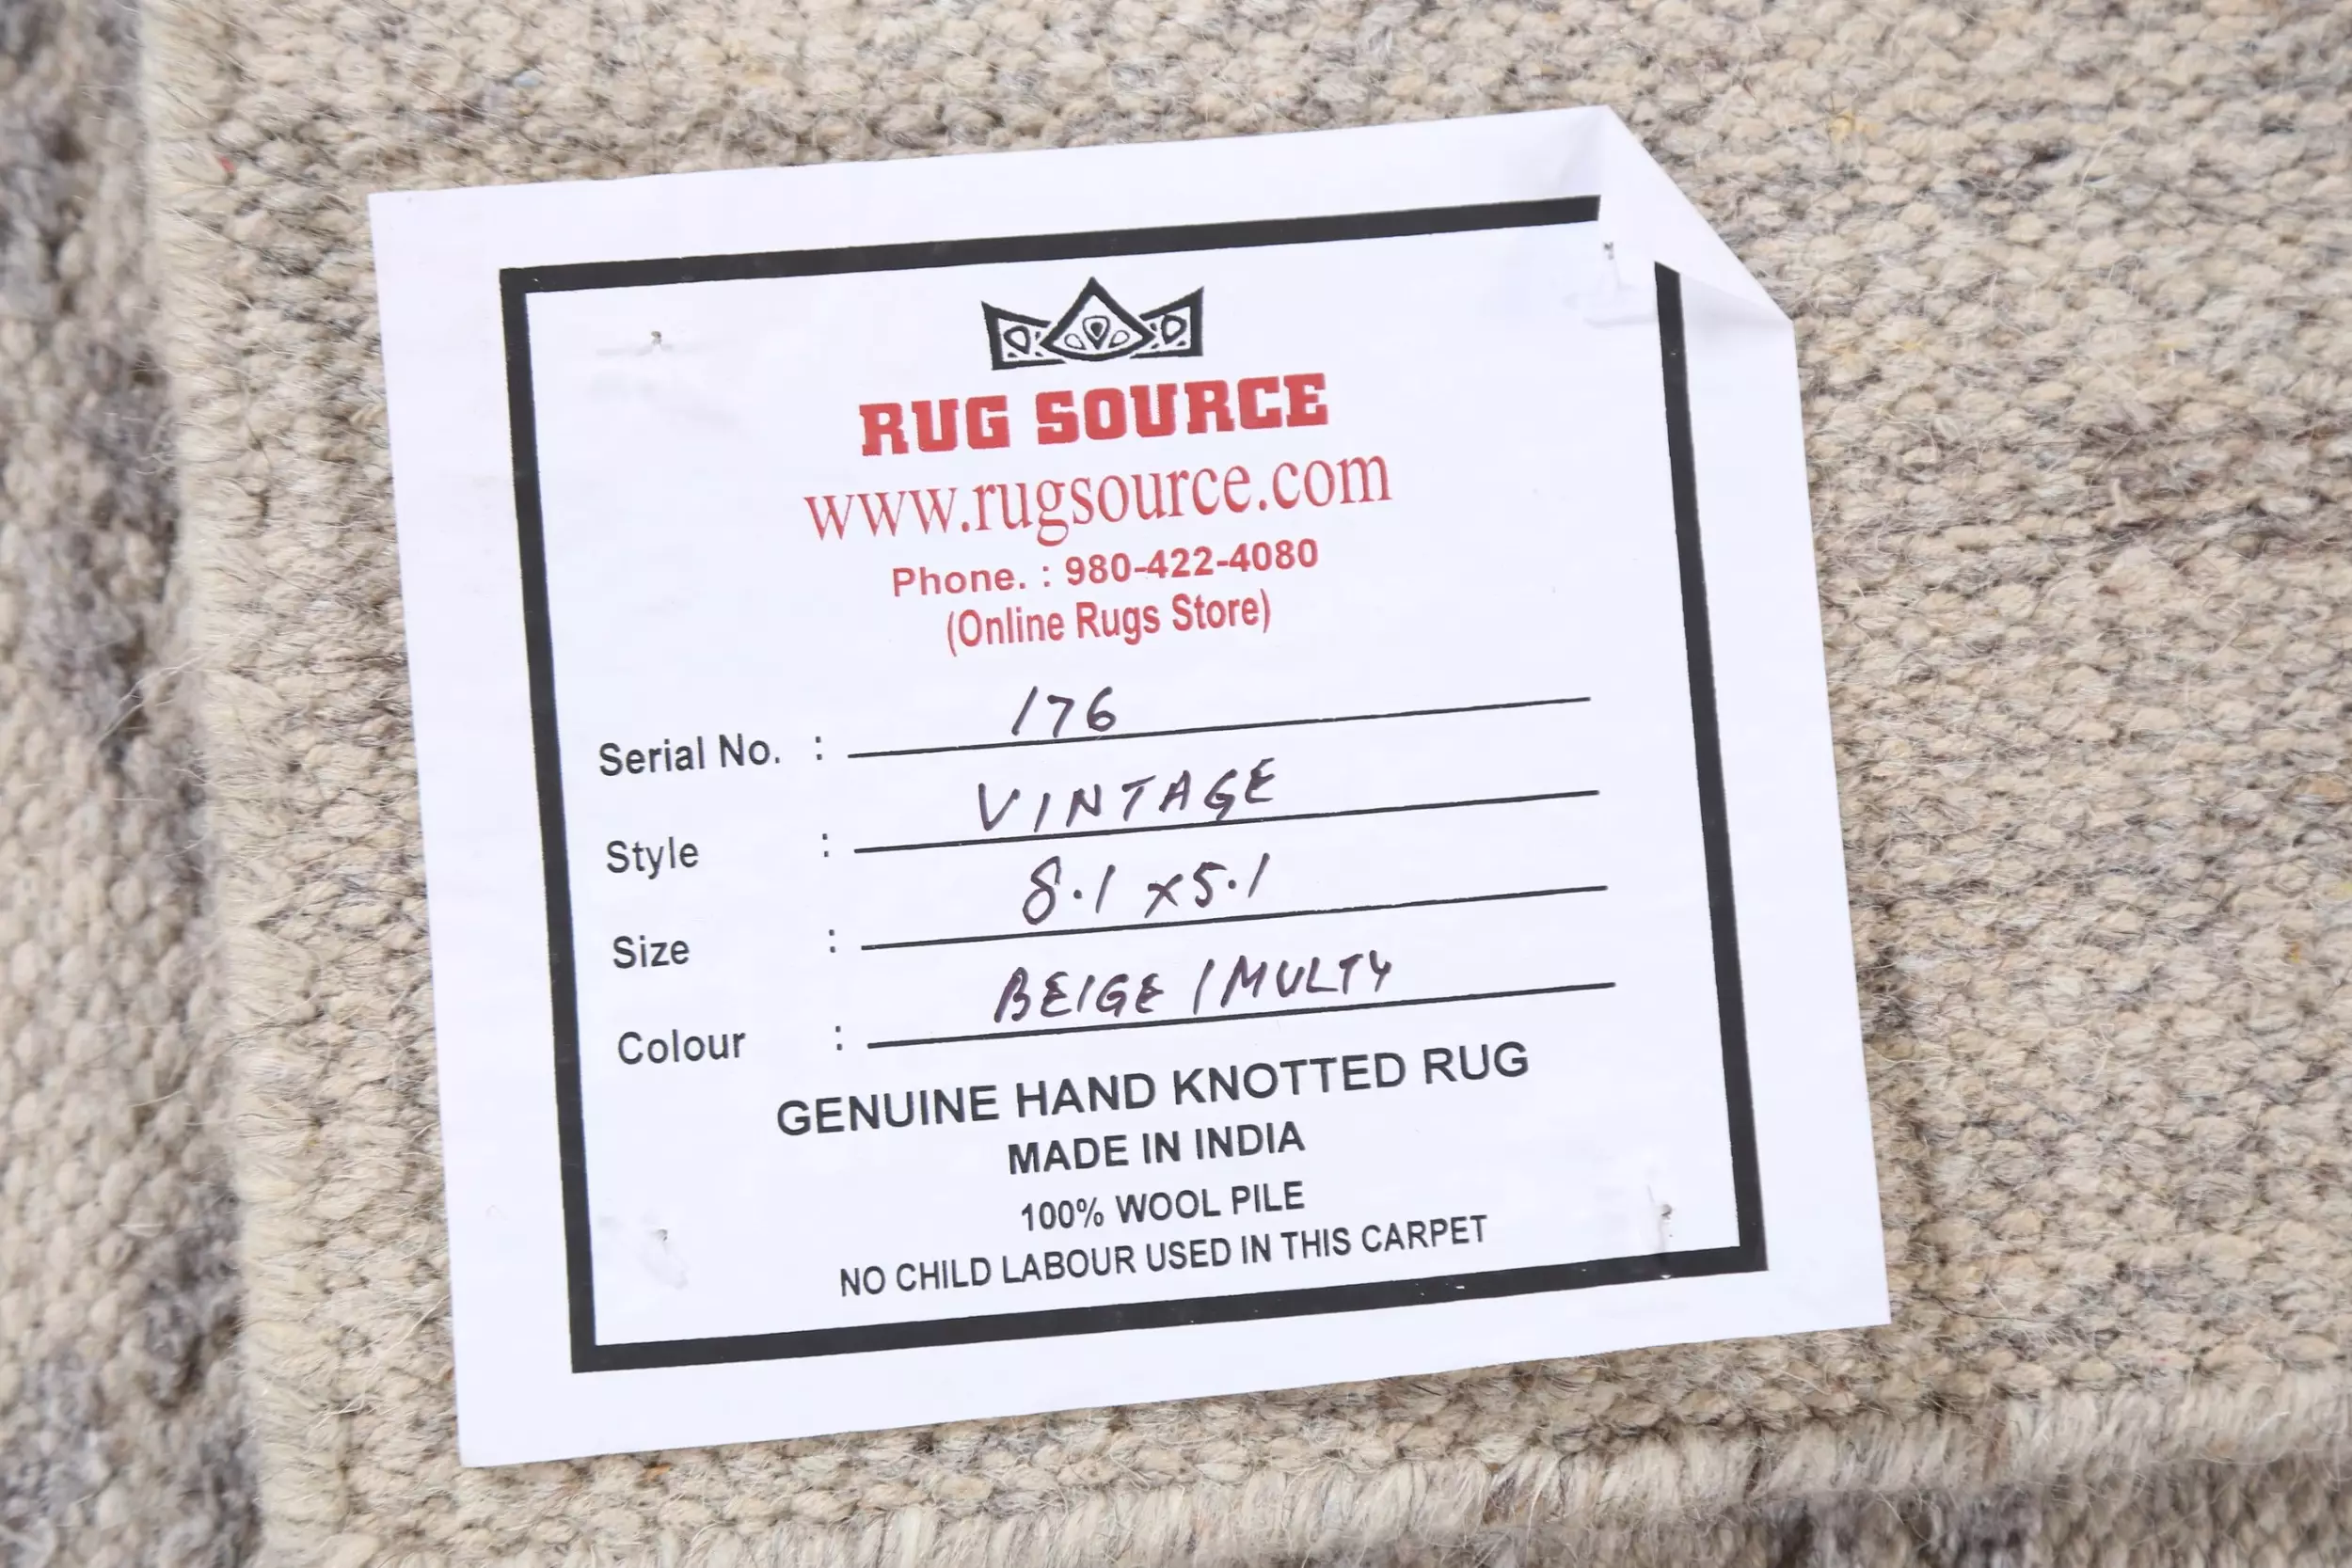 RUG SOURCE
www.rugsource.com
Phone. : 980-422-4080
(Online Rugs Store)
Serial No. : 176
Style : VINTAGE
Size : 8.1 x 5.1
Colour : BEIGE / MULTY
GENUINE HAND KNOTTED RUG
MADE IN INDIA
100% WOOL PILE
NO CHILD LABOUR USED IN THIS CARPET